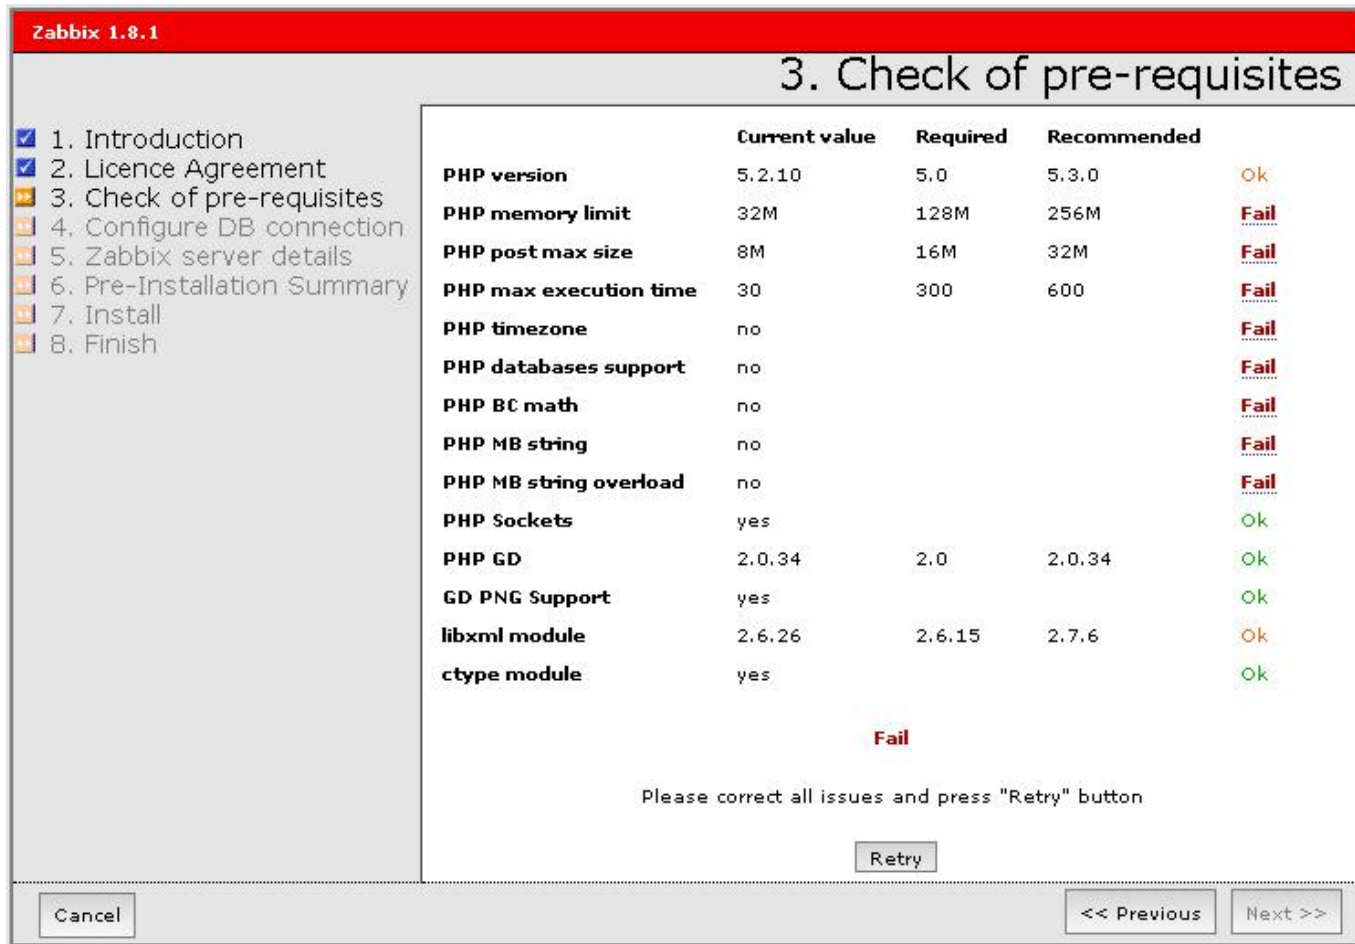 Zabbix 1.8.1
3. Check of pre-requisites
1. Introduction
2. Licence Agreement
3. Check of pre-requisites
4. Configure DB connection
5. Zabbix server details
6. Pre-Installation Summary
7. Install
8. Finish
Current value Required Recommended
PHP version 5.2.10 5.0 5.3.0 Ok
PHP memory limit 32M 128M 256M Fail
PHP post max size 8M 16M 32M Fail
PHP max execution time 30 300 600 Fail
PHP timezone no Fail
PHP databases support no Fail
PHP BC math no Fail
PHP MB string no Fail
PHP MB string overload no Fail
PHP Sockets yes Ok
PHP GD 2.0.34 2.0 2.0.34 Ok
GD PNG Support yes Ok
libxml module 2.6.26 2.6.15 2.7.6 Ok
ctype module yes Ok
Fail
Please correct all issues and press "Retry" button
Retry
Cancel << Previous Next >>